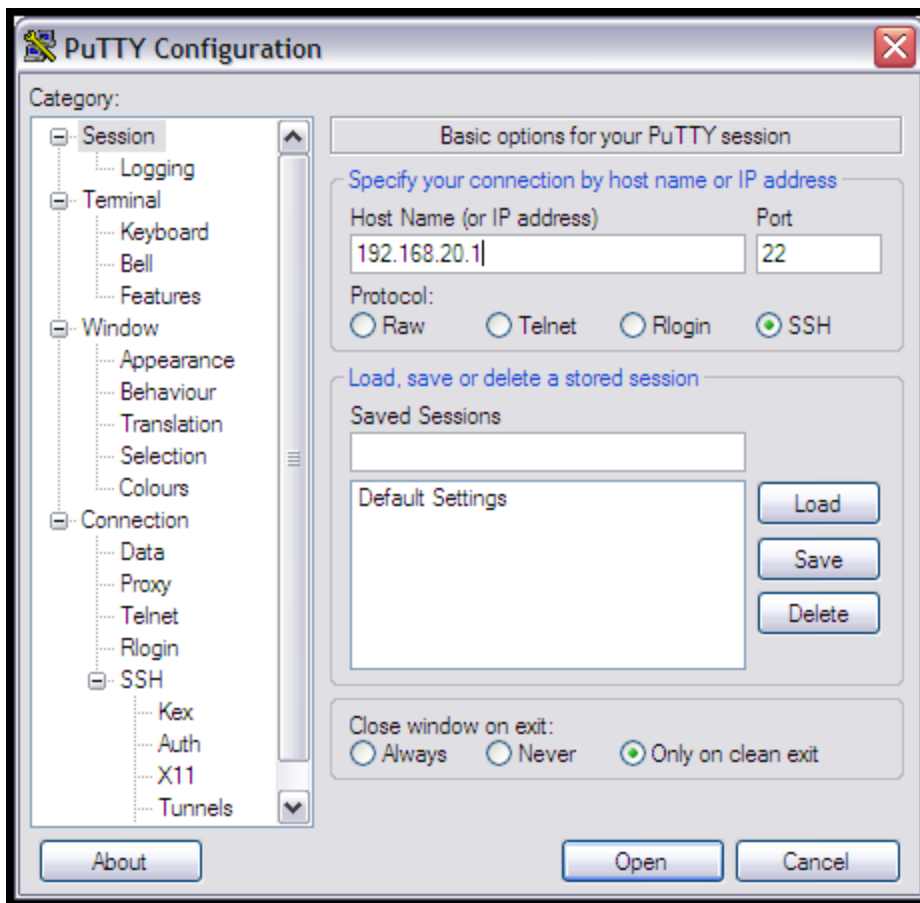 PuTTY Configuration
Category:
Session
Logging
Terminal
Keyboard
Bell
Features
Window
Appearance
Behaviour
Translation
Selection
Colours
Connection
Data
Proxy
Telnet
Rlogin
SSH
Kex
Auth
X11
Tunnels
Basic options for your PuTTY session
Specify your connection by host name or IP address
Host Name (or IP address) Port
192.168.20.1 22
Protocol:
Raw Telnet Rlogin SSH
Load, save or delete a stored session
Saved Sessions
Default Settings
Load
Save
Delete
Close window on exit:
Always Never Only on clean exit
About Open Cancel